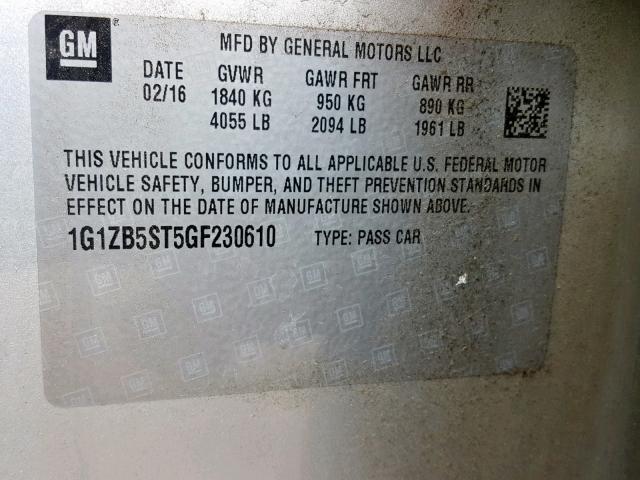 GM
MFD BY GENERAL MOTORS LLC
DATE GVWR GAWR FRT GAWR RR
02/16 1840 KG 950 KG 890 KG
4055 LB 2094 LB 1961 LB
THIS VEHICLE CONFORMS TO ALL APPLICABLE U.S. FEDERAL MOTOR
VEHICLE SAFETY, BUMPER, AND THEFT PREVENTION STANDARDS IN
EFFECT ON THE DATE OF MANUFACTURE SHOWN ABOVE.
1G1ZB5ST5GF230610 TYPE: PASS CAR